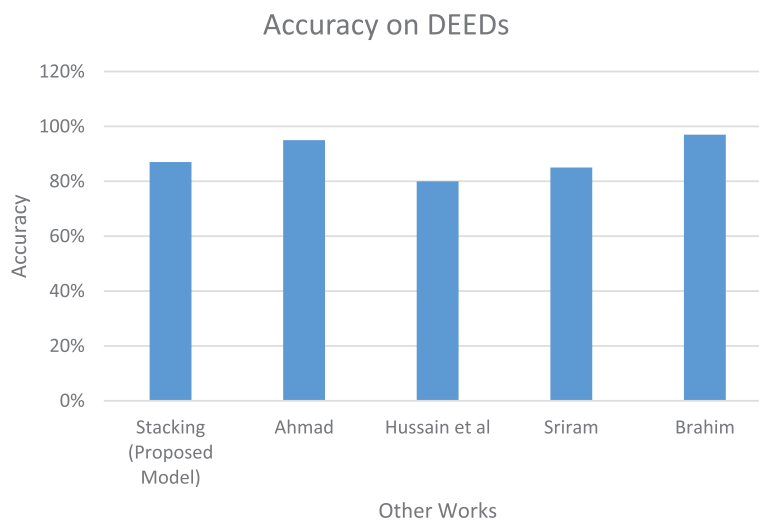 Accuracy on DEEDs
120%
100%
80%
60%
40%
20%
0%
Accuracy
Stacking
(Proposed
Model)
Ahmad
Hussain et al
Sriram
Brahim
Other Works